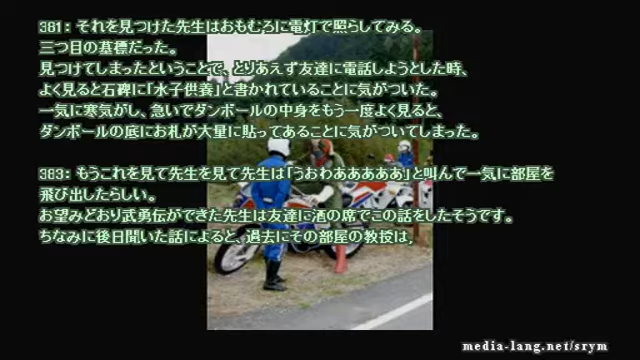 381: それを見つけた先生はおもむろに電灯で照らしてみる。
三つ目の墓標だった。
見つけてしまったということで、とりあえず友達に電話しようとした時、
よく見ると石碑に「水子供養」と書かれていることに気がついた。
一気に寒気がし、急いでダンボールの中身をもう一度よく見ると、
ダンボールの底にお札が大量に貼ってあることに気がついてしまった。
383: もうこれを見て先生を見て先生は「うおわあああああ」と叫んで一気に部屋を
飛び出したらしい。
お望みどおり武勇伝ができた先生は友達に酒の席でこの話をしたそうです。
ちなみに後日聞いた話によると、過去にその部屋の教授は,
media-lang.net/srym